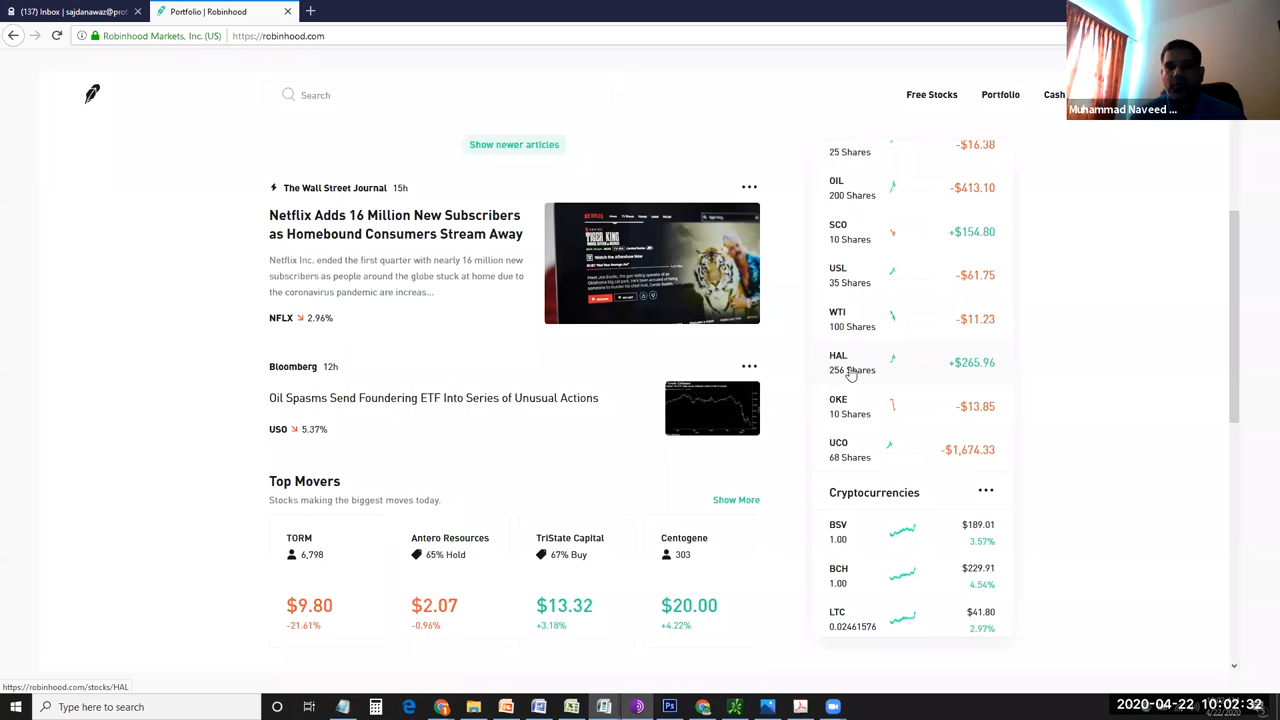 (137) Inbox | sajdanawaz@prot
Portfolio | Robinhood
Robinhood Markets, Inc. (US)
https://robinhood.com
Muhammad Naveed ...
Search
Free Stocks
Portfolio
Cash
Show newer articles
The Wall Street Journal 15h
Netflix Adds 16 Million New Subscribers
as Homebound Consumers Stream Away
Netflix Inc. ended the first quarter with nearly 16 million new
subscribers as people around the globe stuck at home due to
the coronavirus pandemic are increas...
NFLX 2.96%
NETFLIX
TIGER
KING
Bloomberg 12h
Oil Spasms Send Foundering ETF Into Series of Unusual Actions
USO 5.37%
Top Movers
Stocks making the biggest moves today.
Show More
TORM
6,798
$9.80
-21.61%
Antero Resources
65% Hold
$2.07
-0.96%
TriState Capital
67% Buy
$13.32
+3.18%
Centogene
303
$20.00
+4.22%
25 Shares
-$16.38
OIL
200 Shares
-$413.10
SCO
10 Shares
+$154.80
USL
35 Shares
-$61.75
WTI
100 Shares
-$11.23
HAL
256 Shares
+$265.96
OKE
10 Shares
-$13.85
UCO
68 Shares
-$1,674.33
Cryptocurrencies
BSV
1.00
$189.01
3.57%
BCH
1.00
$229.91
4.54%
LTC
0.02461576
$41.80
2.97%
https://robinhood.com/stocks/HAL
Type here to search
2020-04-22 10:02:32